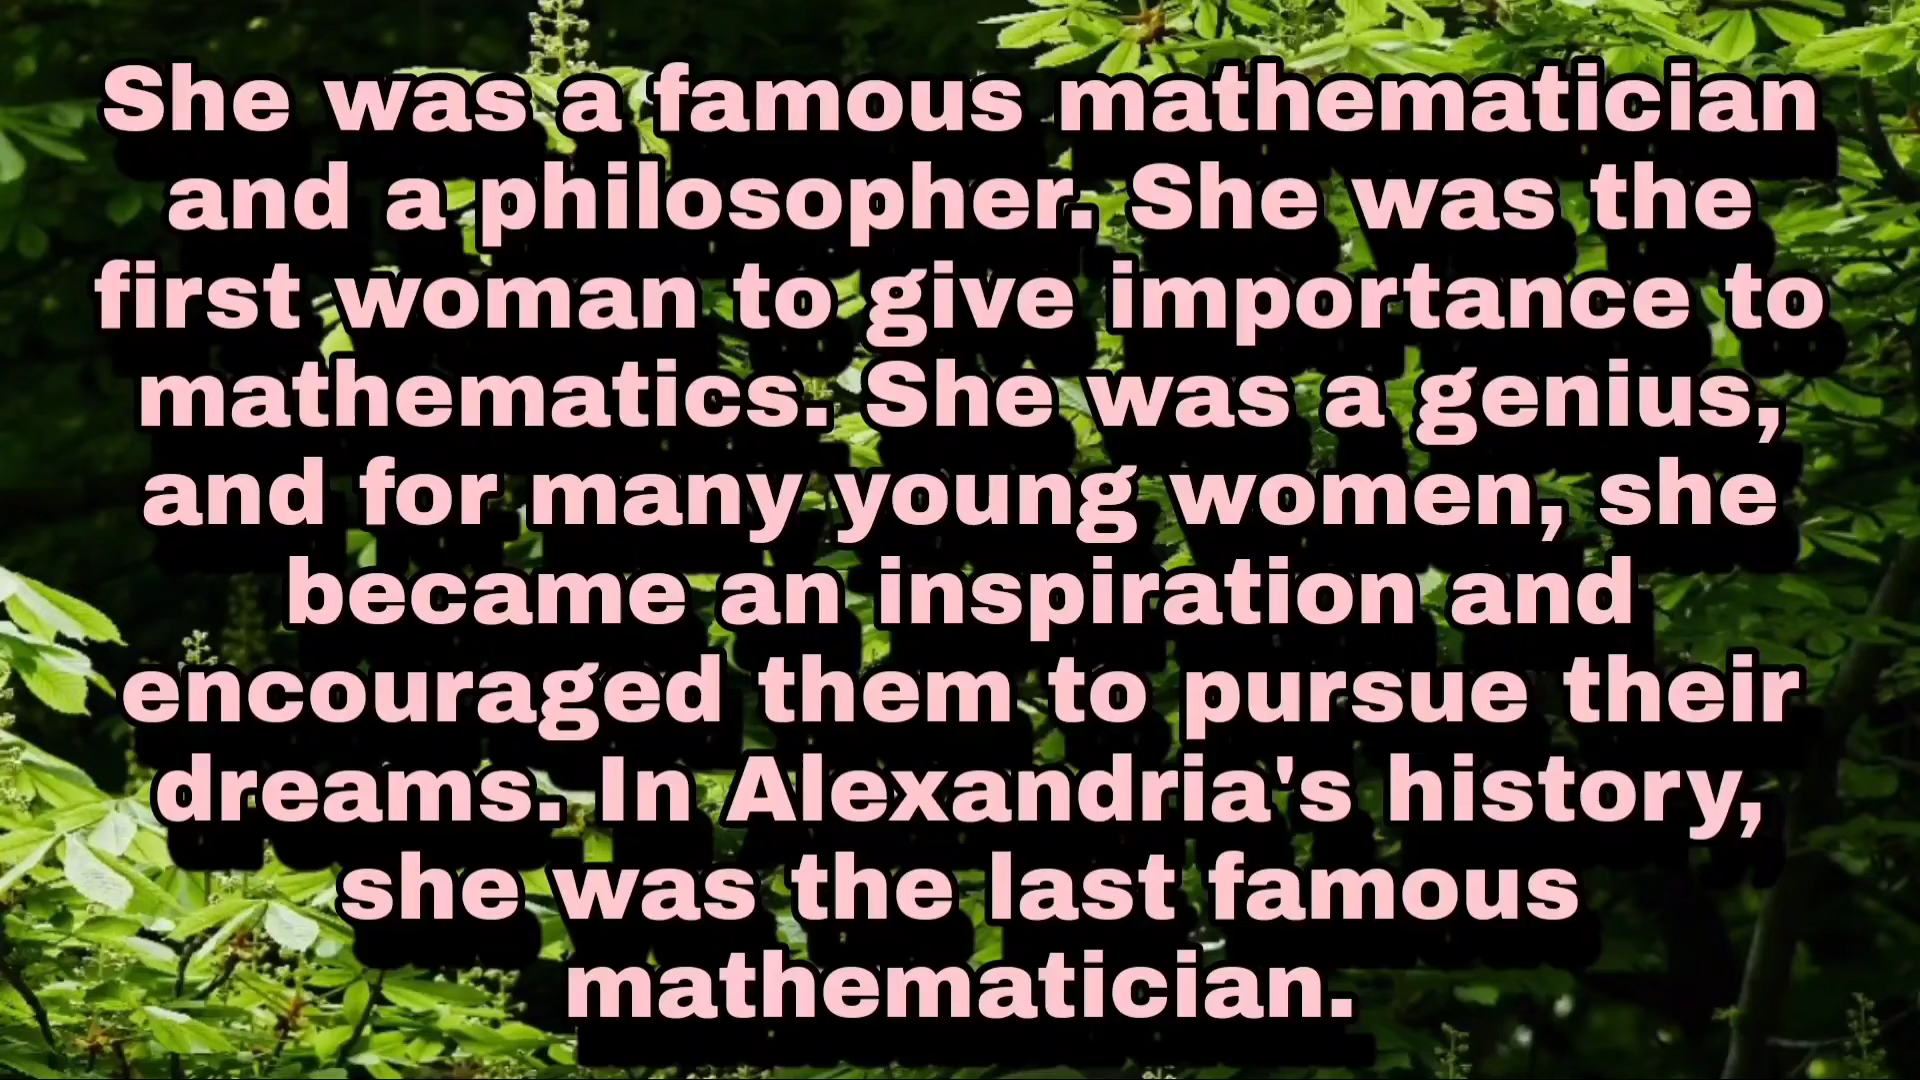 She was a famous mathematician
and a philosopher. She was the
first woman to give importance to
mathematics. She was a genius,
and for many young women, she
became an inspiration and
encouraged them to pursue their
dreams. In Alexandria's history,
she was the last famous
mathematician.